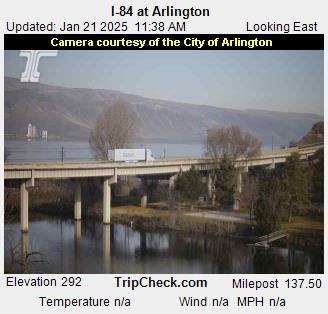 I-84 at Arlington
Updated: Jan 21 2025 11:38 AM Looking East
Camera courtesy of the City of Arlington
Elevation 292 TripCheck.com Milepost 137.50
Temperature n/a Wind n/a MPH n/a